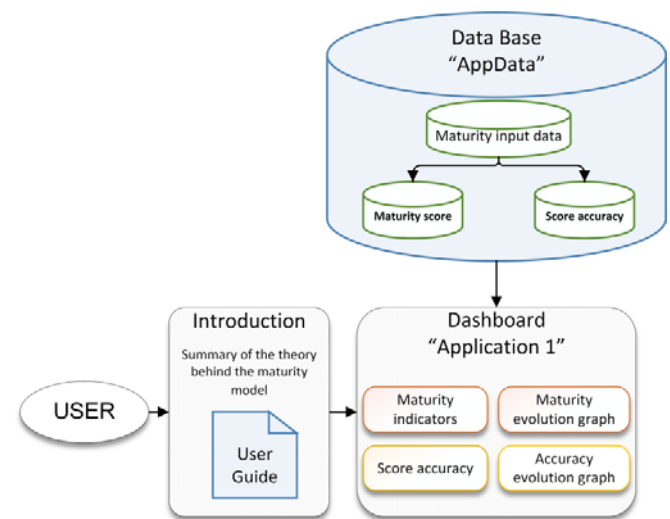 Data Base
“AppData”
Maturity input data
Maturity score
Score accuracy
USER
Introduction
Summary of the theory
behind the maturity
model
User
Guide
Dashboard
“Application 1”
Maturity
indicators
Maturity
evolution graph
Score accuracy
Accuracy
evolution graph